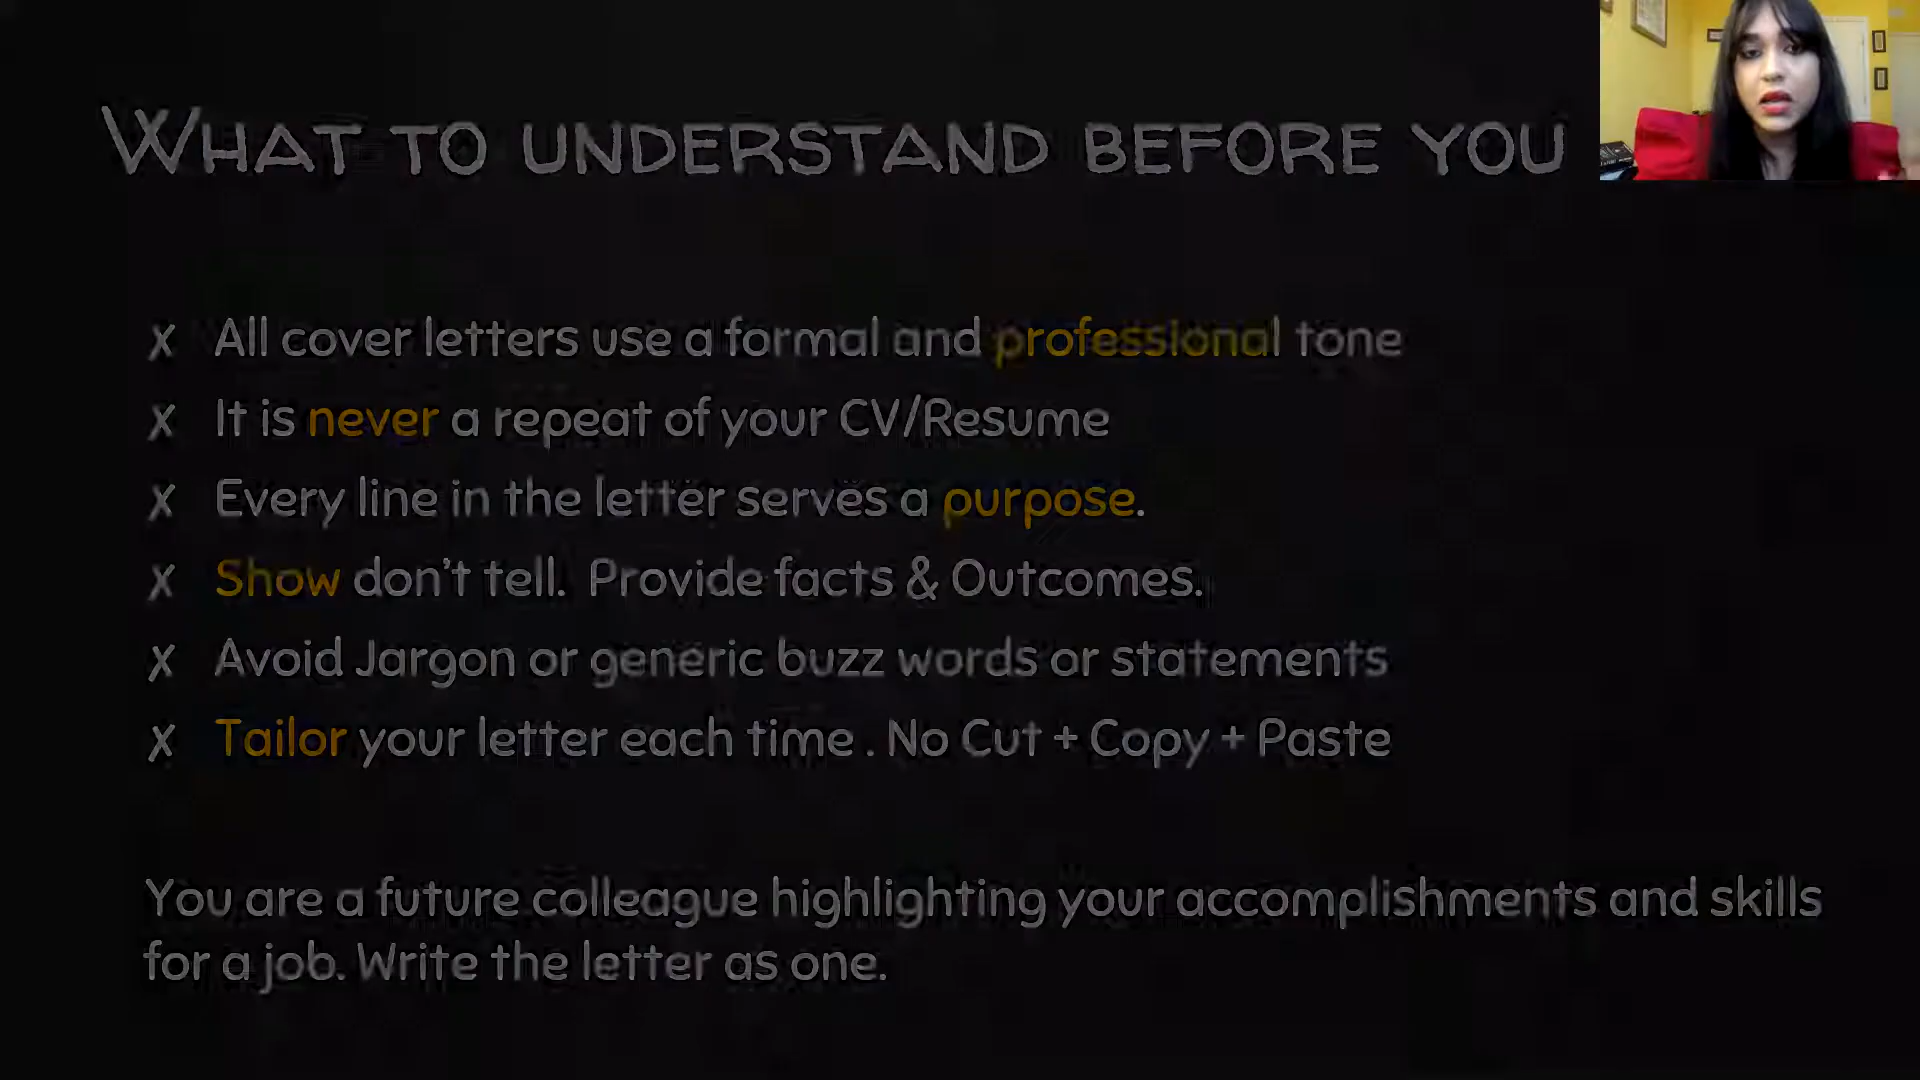 WHAT TO UNDERSTAND BEFORE YOU
x All cover letters use a formal and professional tone
x It is never a repeat of your CV/Resume
x Every line in the letter serves a purpose.
x Show don't tell. Provide facts & Outcomes.
x Avoid Jargon or generic buzz words or statements
x Tailor your letter each time . No Cut + Copy + Paste
You are a future colleague highlighting your accomplishments and skills
for a job. Write the letter as one.